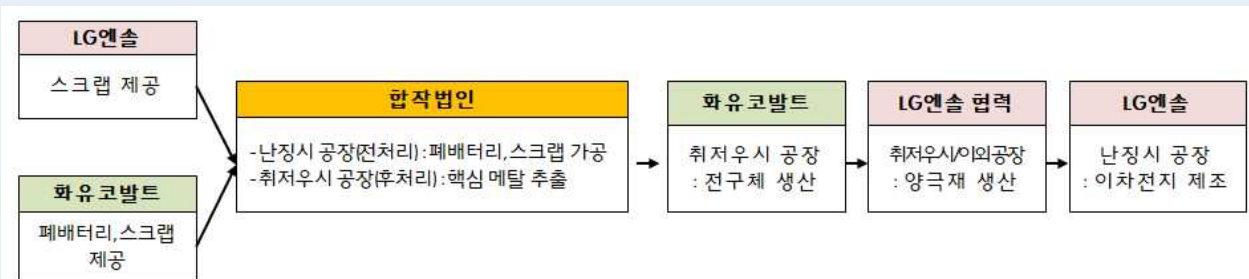 LG엔솔
스크랩 제공
화유코발트
폐배터리,스크랩
제공
합작법인
-난징시 공장(전처리):폐배터리,스크랩 가공
-취저우시 공장(후처리):핵심 메탈 추출
화유코발트
취저우시 공장
: 전구체 생산
LG엔솔 협력
취저우시/이외공장
: 양극재 생산
LG엔솔
난징시 공장
: 이차전지 제조